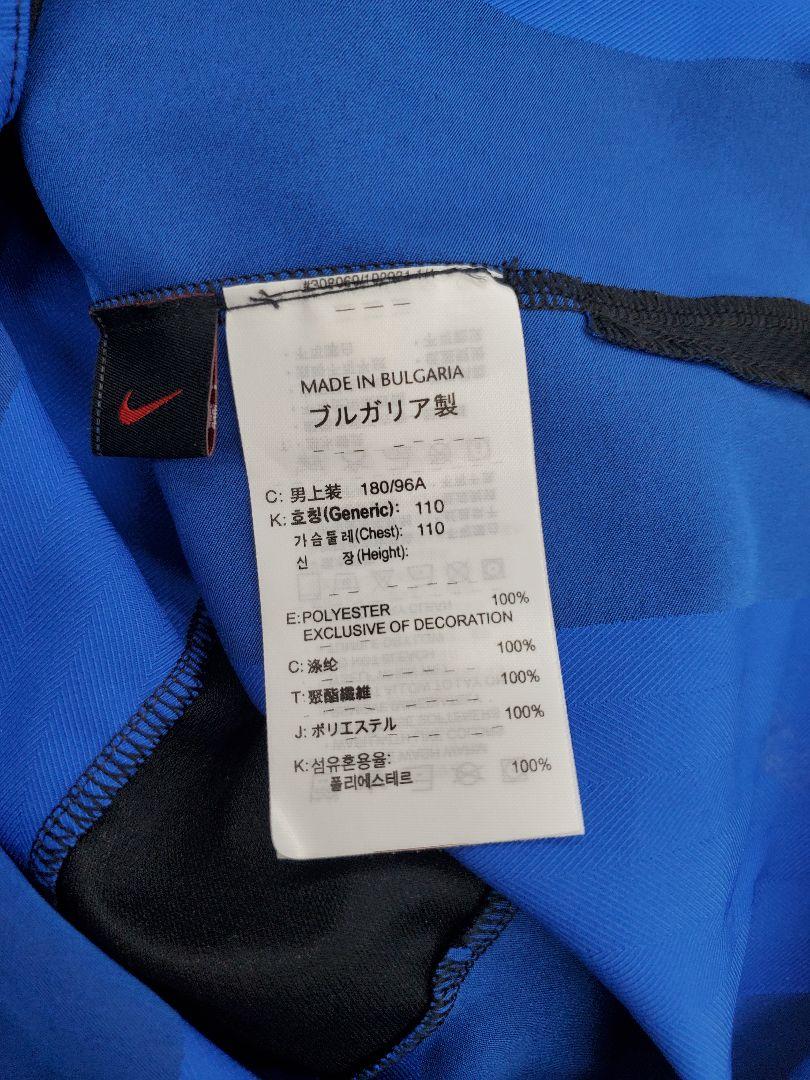 MADE IN BULGARIA
ブルガリア製
C: 男上装 180/96A
K: 호칭(Generic): 110
가슴둘레(Chest): 110
신 장(Height):
E: POLYESTER 100%
EXCLUSIVE OF DECORATION
C: 涤纶 100%
T: 聚酯纖維 100%
J: ポリエステル 100%
K: 섬유혼용율:
폴리에스테르 100%